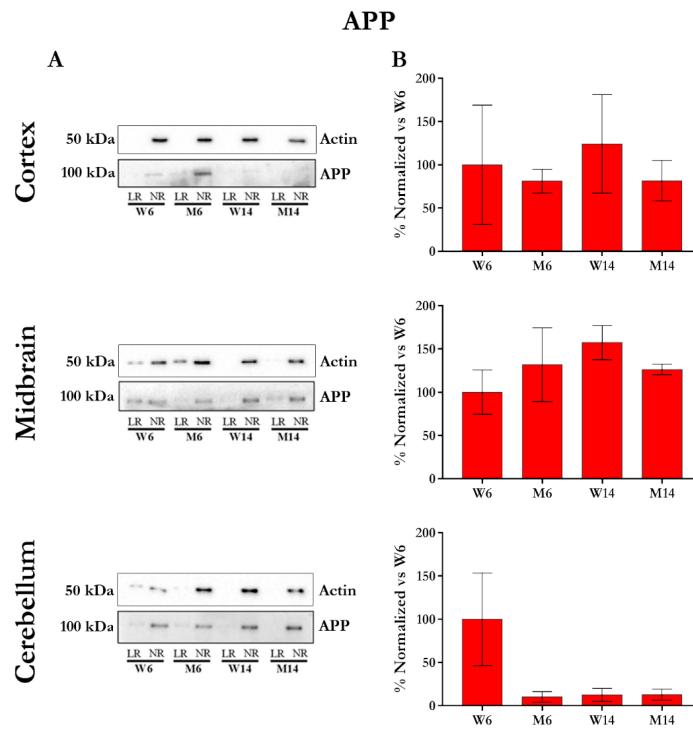 APP
A
B
Cortex
50 kDa
Actin
100 kDa
APP
LR NR LR NR LR NR LR NR
W6 M6 W14 M14
% Normalized vs W6
200
150
100
50
0
W6 M6 W14 M14
Midbrain
50 kDa
Actin
100 kDa
APP
LR NR LR NR LR NR LR NR
W6 M6 W14 M14
% Normalized vs W6
200
150
100
50
0
W6 M6 W14 M14
Cerebellum
50 kDa
Actin
100 kDa
APP
LR NR LR NR LR NR LR NR
W6 M6 W14 M14
% Normalized vs W6
200
150
100
50
0
W6 M6 W14 M14